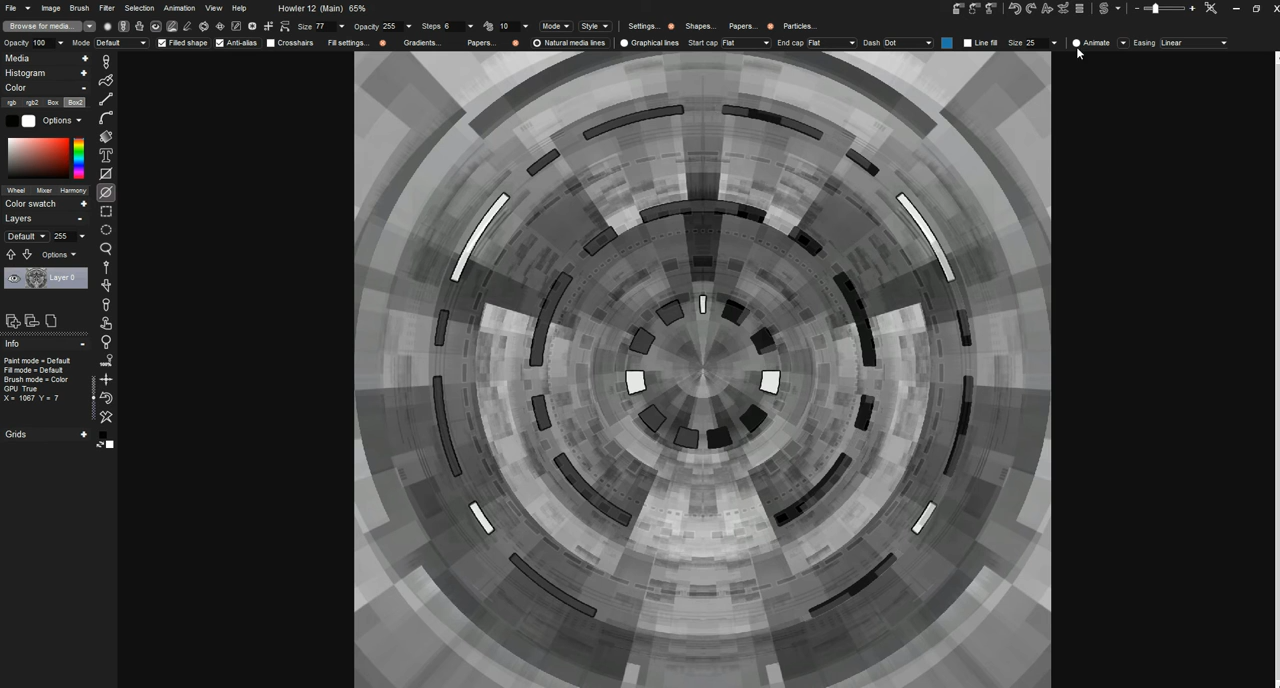 File Image Brush Filter Selection Animation View Help Howler 12 (Main) 65%
Browse for media... Size 77 Opacity 255 Steps 6 10 Mode Style Settings... Shapes... Papers... Particles...
Opacity 100 Mode Default Filled shape Anti-alias Crosshairs Fill settings... Gradients... Papers... Natural media lines Graphical lines Start cap Flat End cap Flat Dash Dot Line fill Size 25 Animate Easing Linear
Media +
Histogram +
Color -
rgb rgb2 Box Box2
Options
Wheel Mixer Harmony
Color swatch +
Layers -
Default 255
Options
Layer 0
Info -
Paint mode = Default
Fill mode = Default
Brush mode = Color
GPU True
X = 1067 Y = 7
100%
Grids +